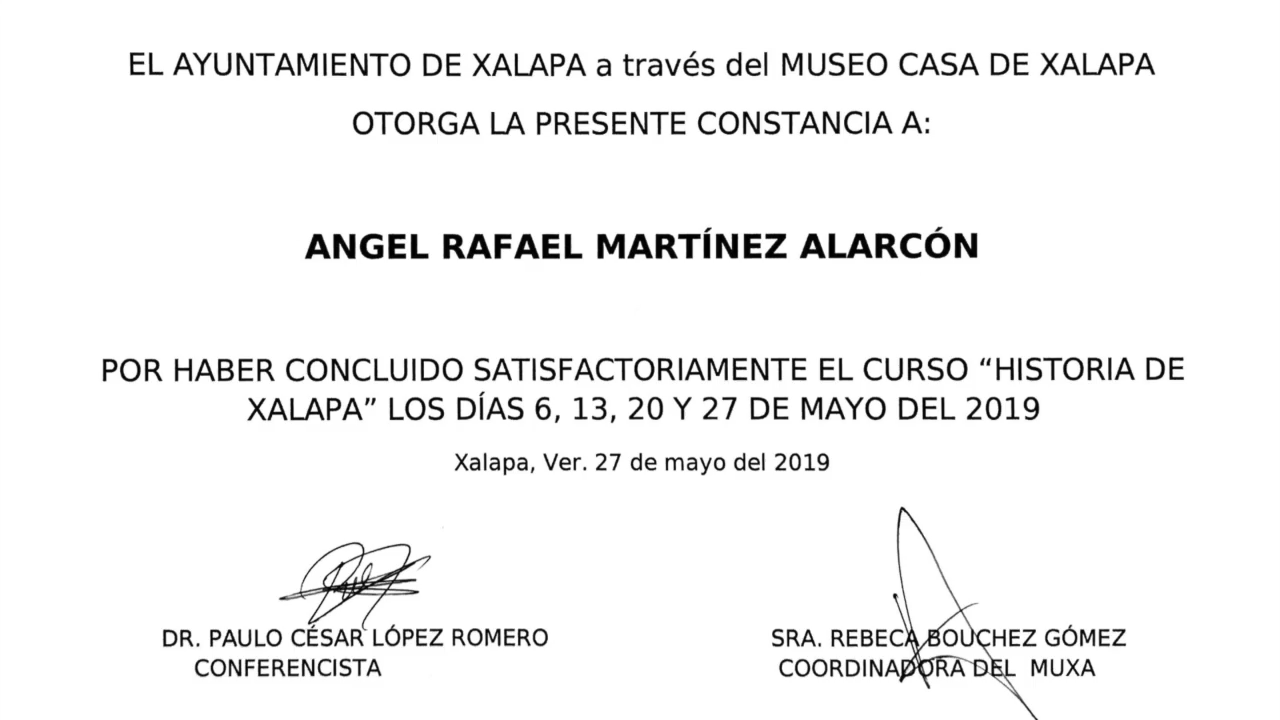 EL AYUNTAMIENTO DE XALAPA a través del MUSEO CASA DE XALAPA
OTORGA LA PRESENTE CONSTANCIA A:
ANGEL RAFAEL MARTÍNEZ ALARCÓN
POR HABER CONCLUIDO SATISFACTORIAMENTE EL CURSO “HISTORIA DE
XALAPA” LOS DÍAS 6, 13, 20 Y 27 DE MAYO DEL 2019
Xalapa, Ver. 27 de mayo del 2019
DR. PAULO CÉSAR LÓPEZ ROMERO
CONFERENCISTA
SRA. REBECA BOUCHEZ GÓMEZ
COORDINADORA DEL MUXA